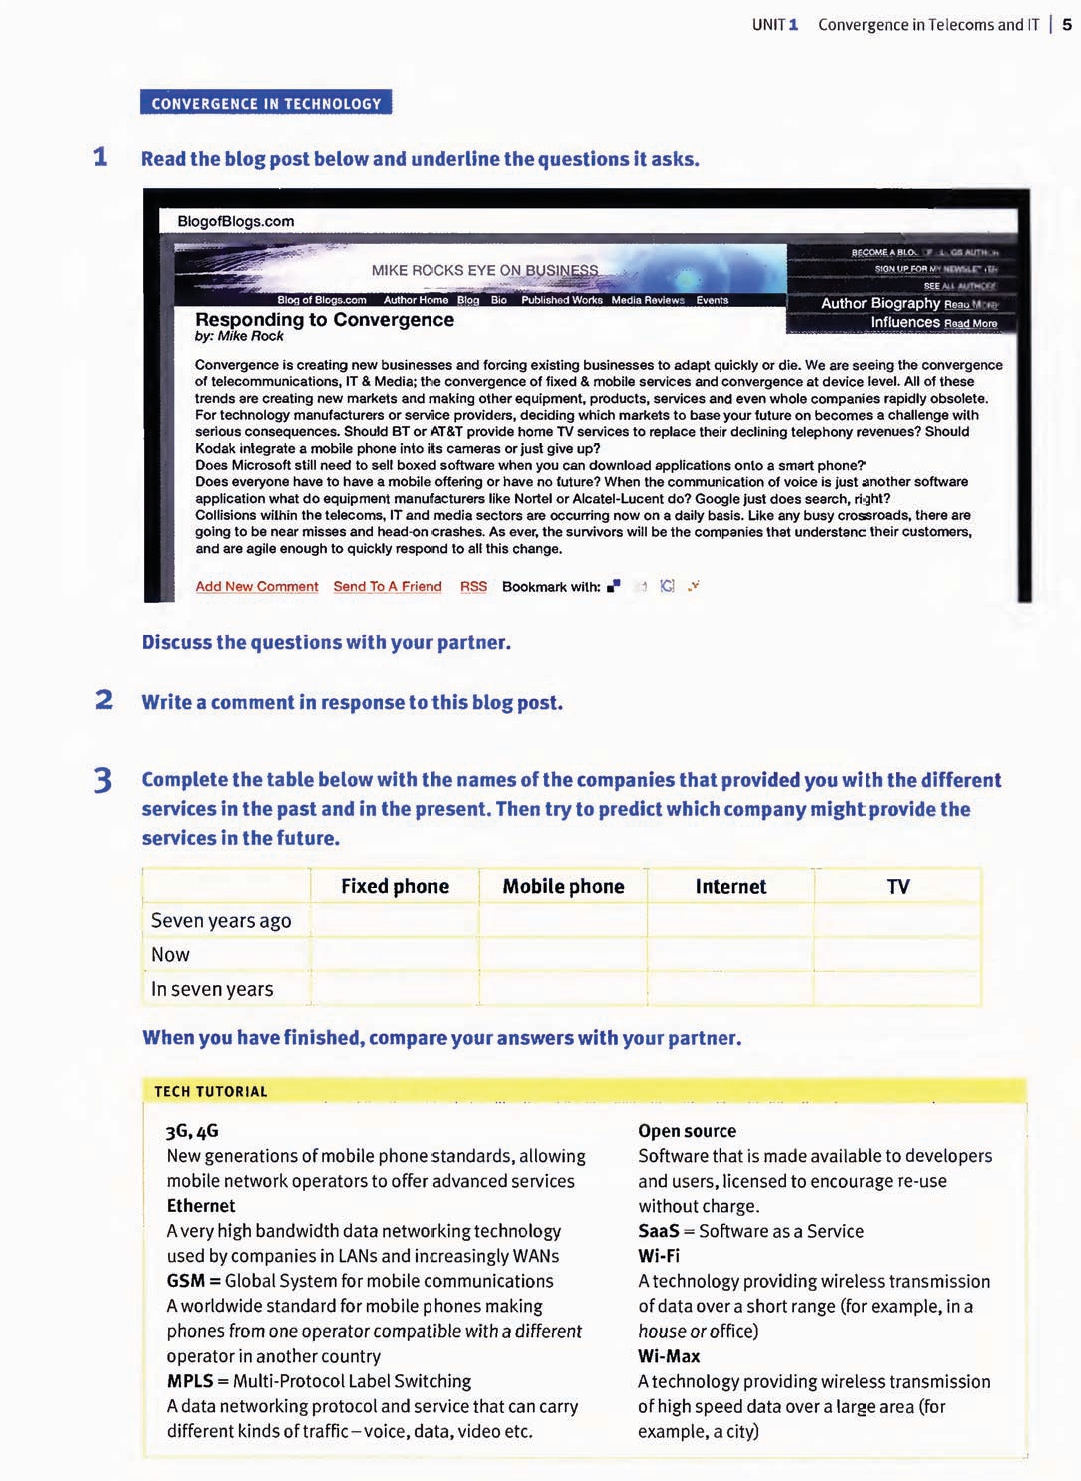 UNIT 1 Convergence in Telecoms and IT | 5
CONVERGENCE IN TECHNOLOGY
1 Read the blog post below and underline the questions it asks.
BlogofBlogs.com
MIKE ROCKS EYE ON BUSINESS
BECOME A BLO
SIGN UP FOR MY
SEE ALL AUTHORS
Blog of Blogs.com Author Home Blog Bio Published Works Media Reviews Events
Author Biography Read More
Influences Read More
Responding to Convergence
by: Mike Rock
Convergence is creating new businesses and forcing existing businesses to adapt quickly or die. We are seeing the convergence
of telecommunications, IT & Media; the convergence of fixed & mobile services and convergence at device level. All of these
trends are creating new markets and making other equipment, products, services and even whole companies rapidly obsolete.
For technology manufacturers or service providers, deciding which markets to base your future on becomes a challenge with
serious consequences. Should BT or AT&T provide home TV services to replace their declining telephony revenues? Should
Kodak integrate a mobile phone into its cameras or just give up?
Does Microsoft still need to sell boxed software when you can download applications onto a smart phone?
Does everyone have to have a mobile offering or have no future? When the communication of voice is just another software
application what do equipment manufacturers like Nortel or Alcatel-Lucent do? Google just does search, right?
Collisions within the telecoms, IT and media sectors are occurring now on a daily basis. Like any busy crossroads, there are
going to be near misses and head-on crashes. As ever, the survivors will be the companies that understand their customers,
and are agile enough to quickly respond to all this change.
Add New Comment Send To A Friend RSS Bookmark with:
Discuss the questions with your partner.
2 Write a comment in response to this blog post.
3 Complete the table below with the names of the companies that provided you with the different
services in the past and in the present. Then try to predict which company might provide the
services in the future.
Fixed phone Mobile phone Internet TV
Seven years ago
Now
In seven years
When you have finished, compare your answers with your partner.
TECH TUTORIAL
3G, 4G
New generations of mobile phone standards, allowing
mobile network operators to offer advanced services
Ethernet
A very high bandwidth data networking technology
used by companies in LANs and increasingly WANs
GSM = Global System for mobile communications
A worldwide standard for mobile phones making
phones from one operator compatible with a different
operator in another country
MPLS = Multi-Protocol Label Switching
A data networking protocol and service that can carry
different kinds of traffic – voice, data, video etc.
Open source
Software that is made available to developers
and users, licensed to encourage re-use
without charge.
SaaS = Software as a Service
Wi-Fi
A technology providing wireless transmission
of data over a short range (for example, in a
house or office)
Wi-Max
A technology providing wireless transmission
of high speed data over a large area (for
example, a city)